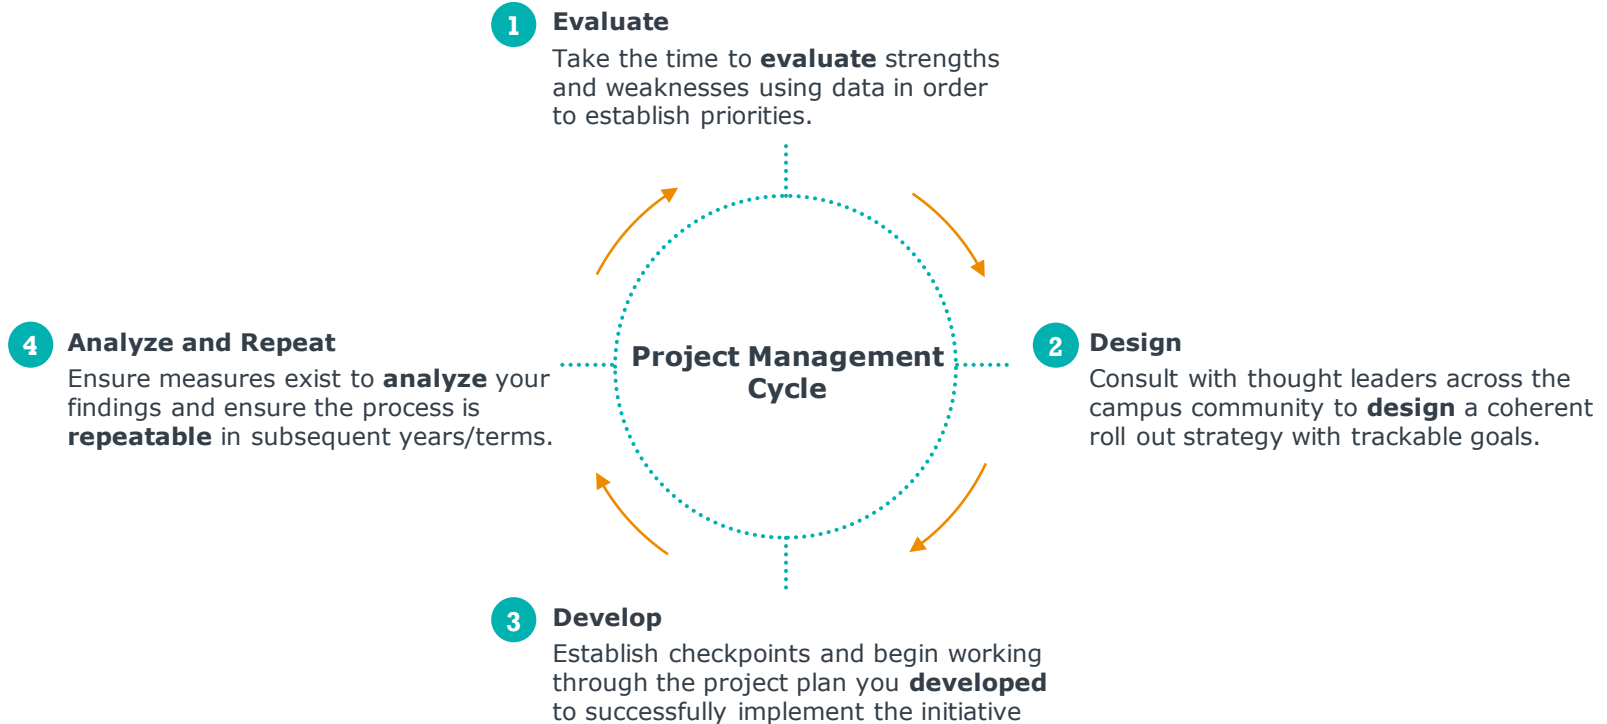 1 Evaluate
Take the time to evaluate strengths
and weaknesses using data in order
to establish priorities.
Project Management
Cycle
2 Design
Consult with thought leaders across the
campus community to design a coherent
roll out strategy with trackable goals.
3 Develop
Establish checkpoints and begin working
through the project plan you developed
to successfully implement the initiative
4 Analyze and Repeat
Ensure measures exist to analyze your
findings and ensure the process is
repeatable in subsequent years/terms.